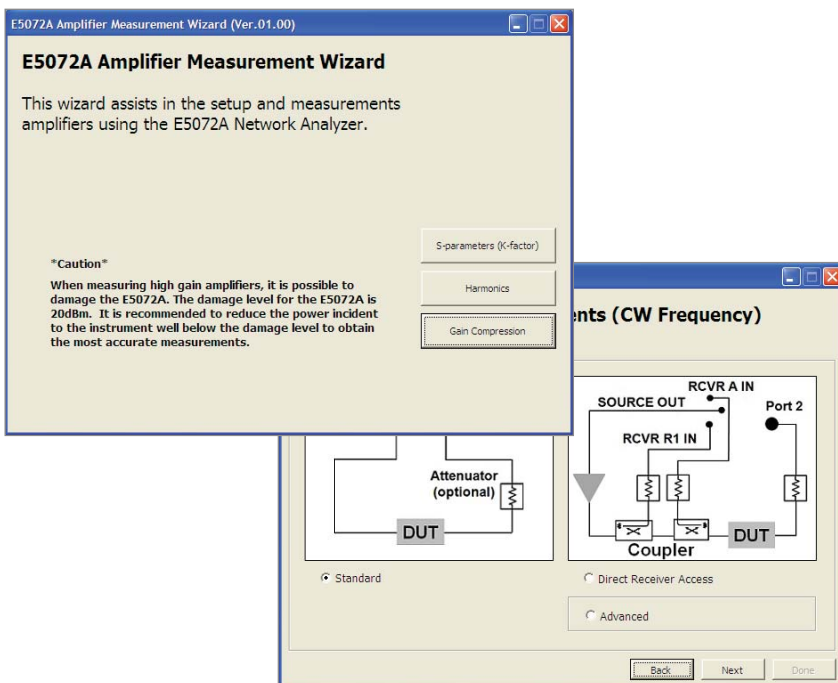 E5072A Amplifier Measurement Wizard (Ver.01.00)
E5072A Amplifier Measurement Wizard
This wizard assists in the setup and measurements
amplifiers using the E5072A Network Analyzer.
S-parameters (K-factor)
*Caution*
When measuring high gain amplifiers, it is possible to
damage the E5072A. The damage level for the E5072A is
20dBm. It is recommended to reduce the power incident
to the instrument well below the damage level to obtain
the most accurate measurements.
Harmonics
Gain Compression
ents (CW Frequency)
Attenuator
(optional)
DUT
RCVR A IN
SOURCE OUT
Port 2
RCVR R1 IN
DUT
Coupler
Standard
Direct Receiver Access
Advanced
Back
Next
Done